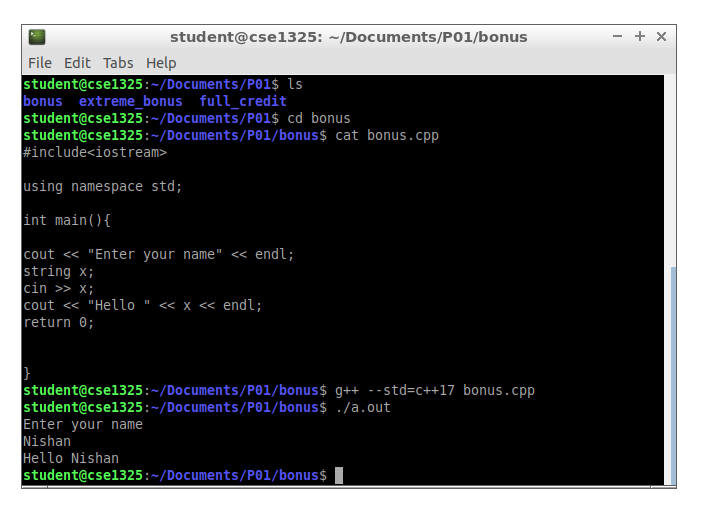 student@cse1325: ~/Documents/P01/bonus
File Edit Tabs Help
student@cse1325:~/Documents/P01$ ls
bonus  extreme_bonus  full_credit
student@cse1325:~/Documents/P01$ cd bonus
student@cse1325:~/Documents/P01/bonus$ cat bonus.cpp
#include<iostream>
using namespace std;
int main(){
cout << "Enter your name" << endl;
string x;
cin >> x;
cout << "Hello " << x << endl;
return 0;
}
student@cse1325:~/Documents/P01/bonus$ g++ --std=c++17 bonus.cpp
student@cse1325:~/Documents/P01/bonus$ ./a.out
Enter your name
Nishan
Hello Nishan
student@cse1325:~/Documents/P01/bonus$